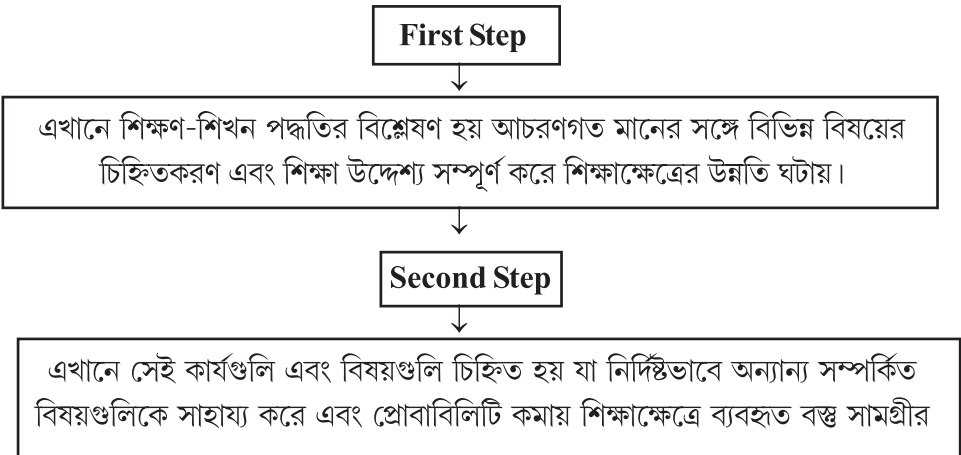 First Step
এখানে শিক্ষণ-শিখন পদ্ধতির বিশ্লেষণ হয় আচরণগত মানের সঙ্গে বিভিন্ন বিষয়ের
চিহ্নিতকরণ এবং শিক্ষা উদ্দেশ্য সম্পূর্ণ করে শিক্ষাক্ষেত্রের উন্নতি ঘটায়।
Second Step
এখানে সেই কার্যগুলি এবং বিষয়গুলি চিহ্নিত হয় যা নির্দিষ্টভাবে অন্যান্য সম্পর্কিত
বিষয়গুলিকে সাহায্য করে এবং প্রোবাবিলিটি কমায় শিক্ষাক্ষেত্রে ব্যবহৃত বস্তু সামগ্রীর